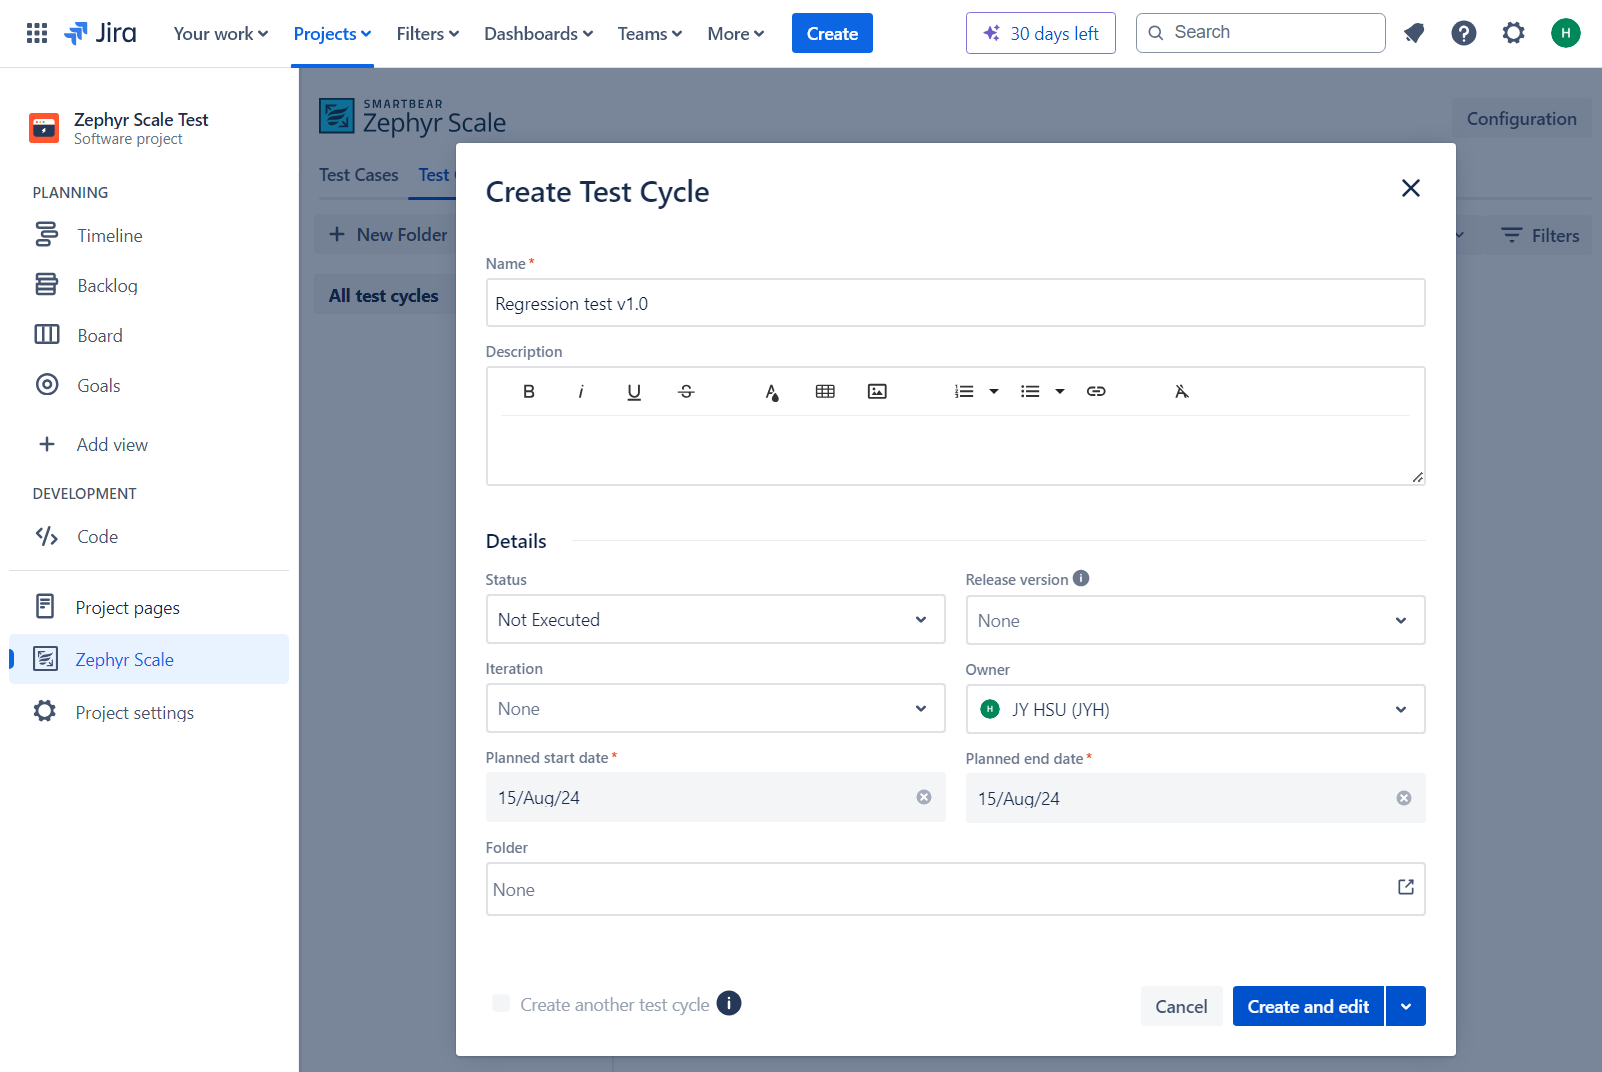 Jira
Your work
Projects
Filters
Dashboards
Teams
More
Create
30 days left
Search
H
Zephyr Scale Test
Software project
PLANNING
Timeline
Backlog
Board
Goals
Add view
DEVELOPMENT
Code
Project pages
Zephyr Scale
Project settings
SMARTBEAR
Zephyr Scale
Configuration
Test Cases
Test
New Folder
Filters
All test cycles
Create Test Cycle
Name *
Regression test v1.0
Description
B i U S A
Details
Status
Not Executed
Release version
None
Iteration
None
Owner
H JY HSU (JYH)
Planned start date *
15/Aug/24
Planned end date *
15/Aug/24
Folder
None
Create another test cycle
Cancel
Create and edit